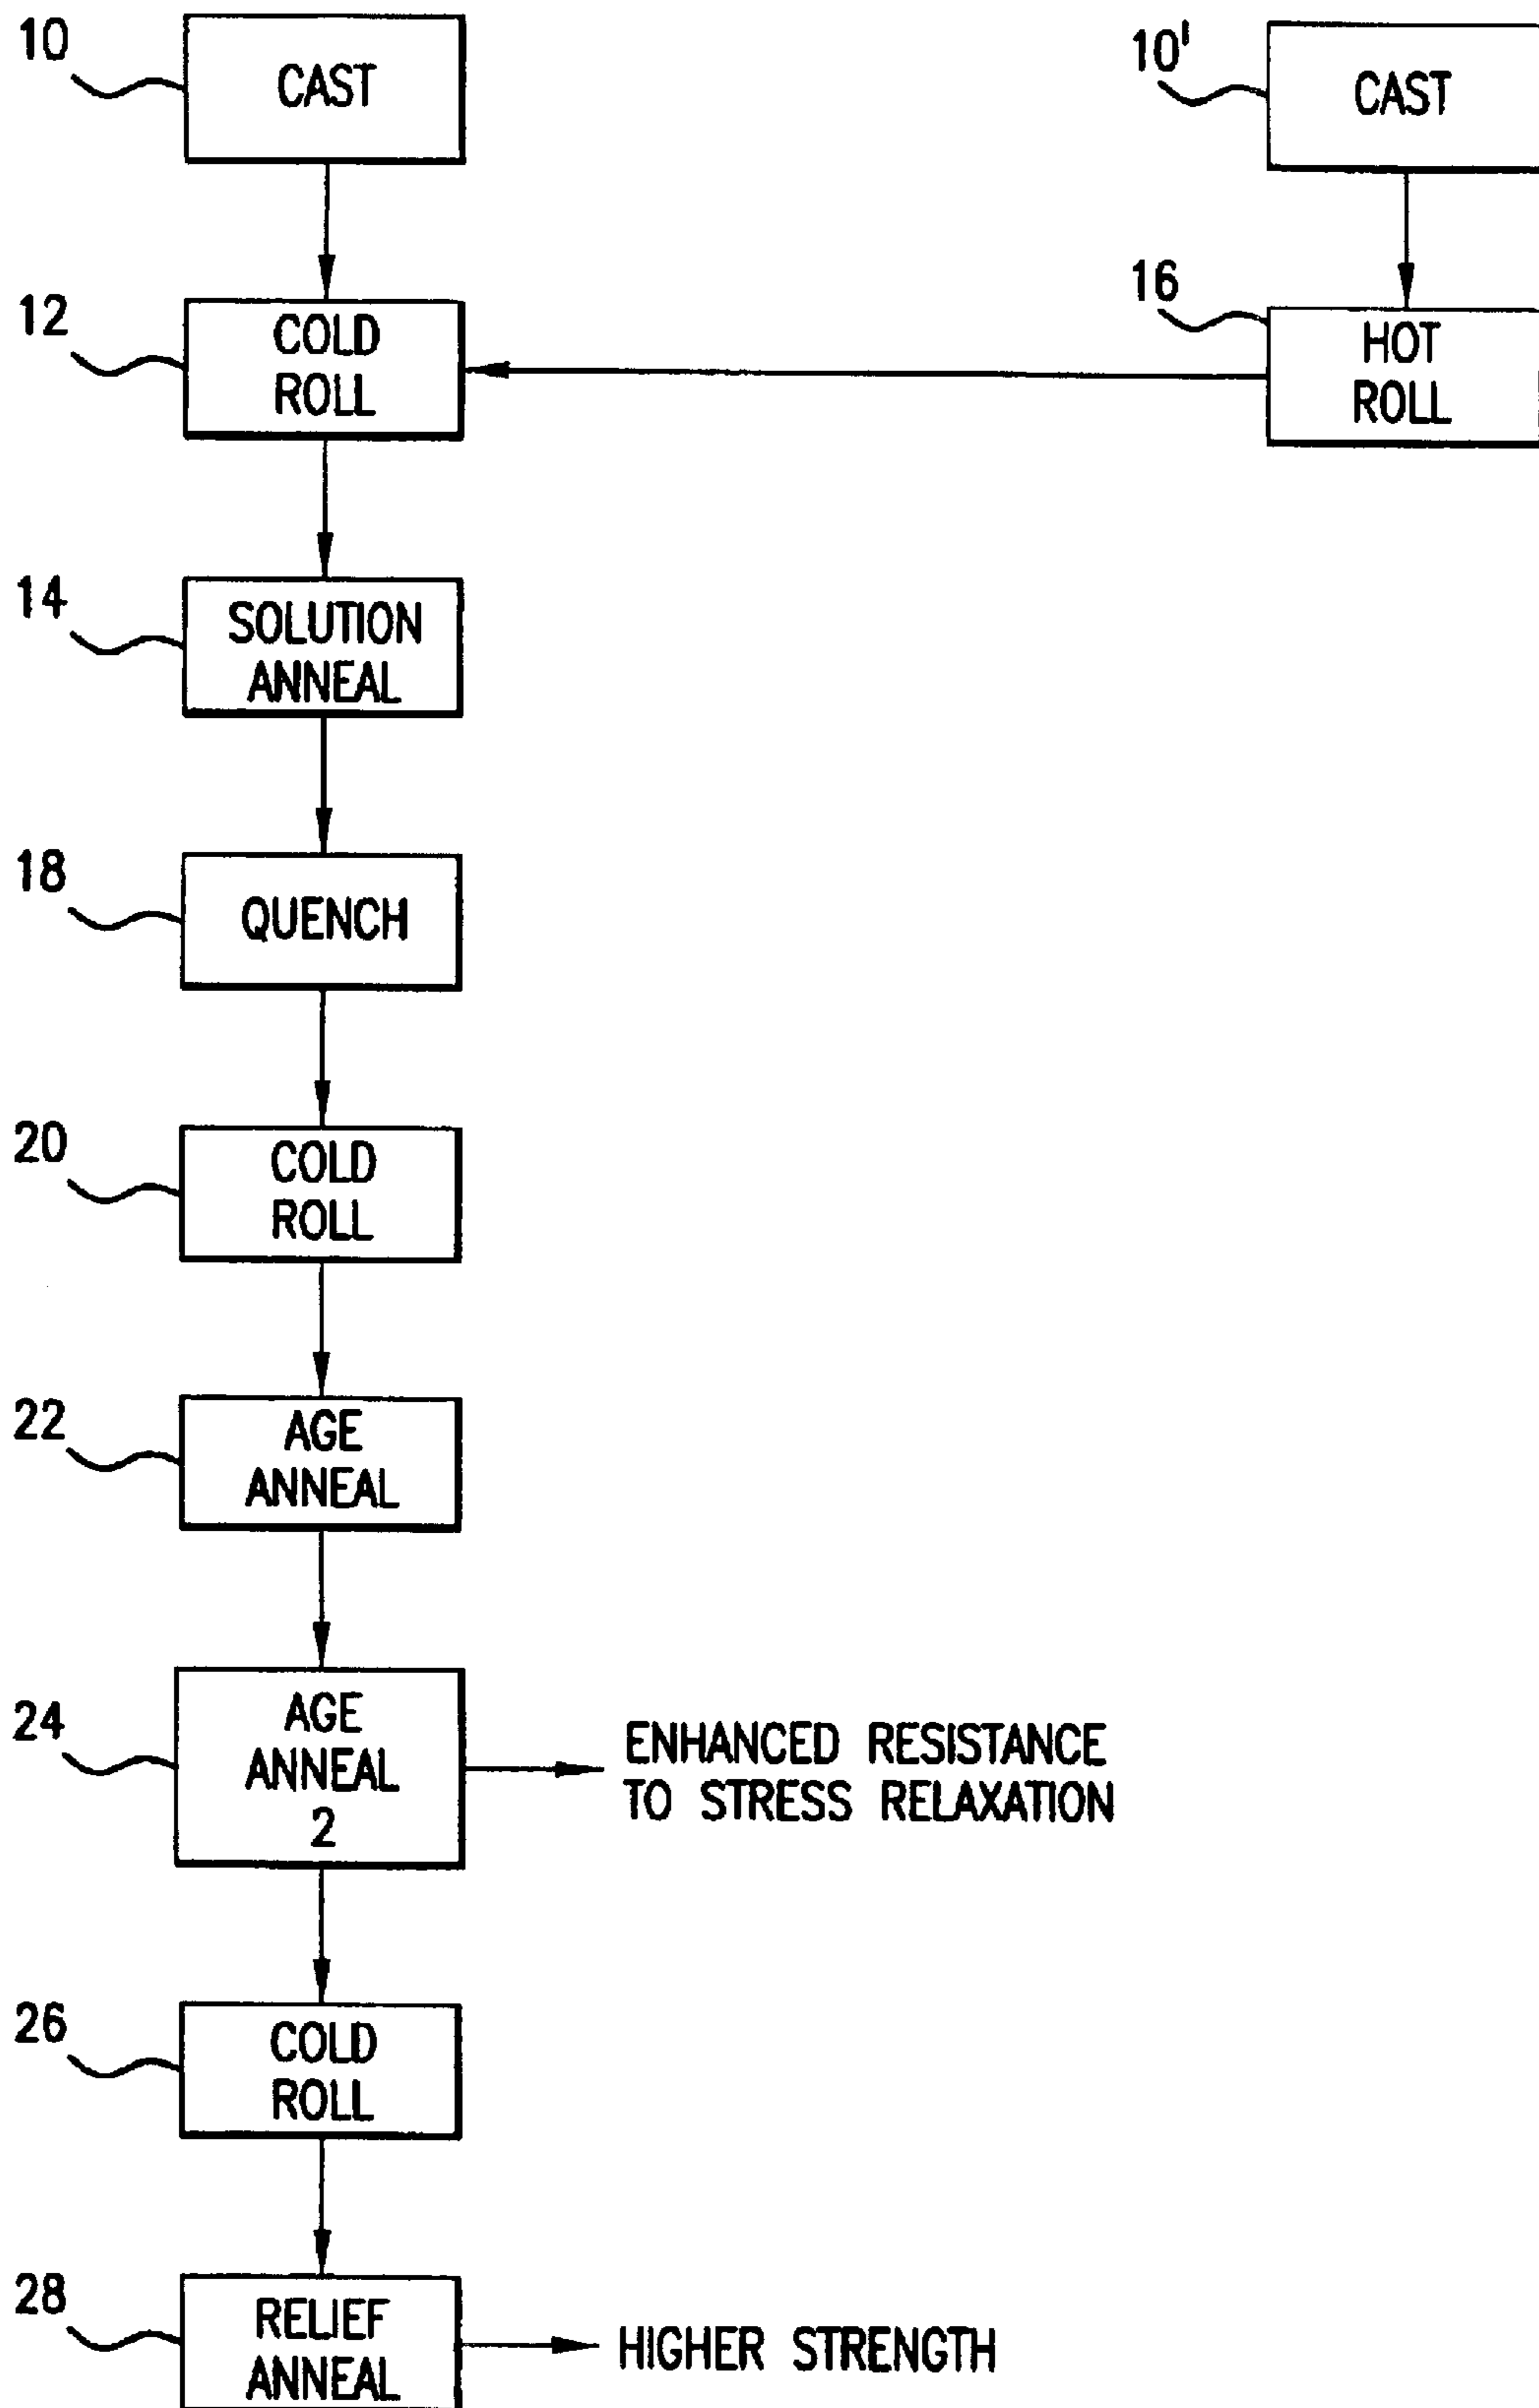 10
CAST
10'
CAST
12
COLD
ROLL
16
HOT
ROLL
14
SOLUTION
ANNEAL
18
QUENCH
20
COLD
ROLL
22
AGE
ANNEAL
24
AGE
ANNEAL
2
ENHANCED RESISTANCE
TO STRESS RELAXATION
26
COLD
ROLL
28
RELIEF
ANNEAL
HIGHER STRENGTH